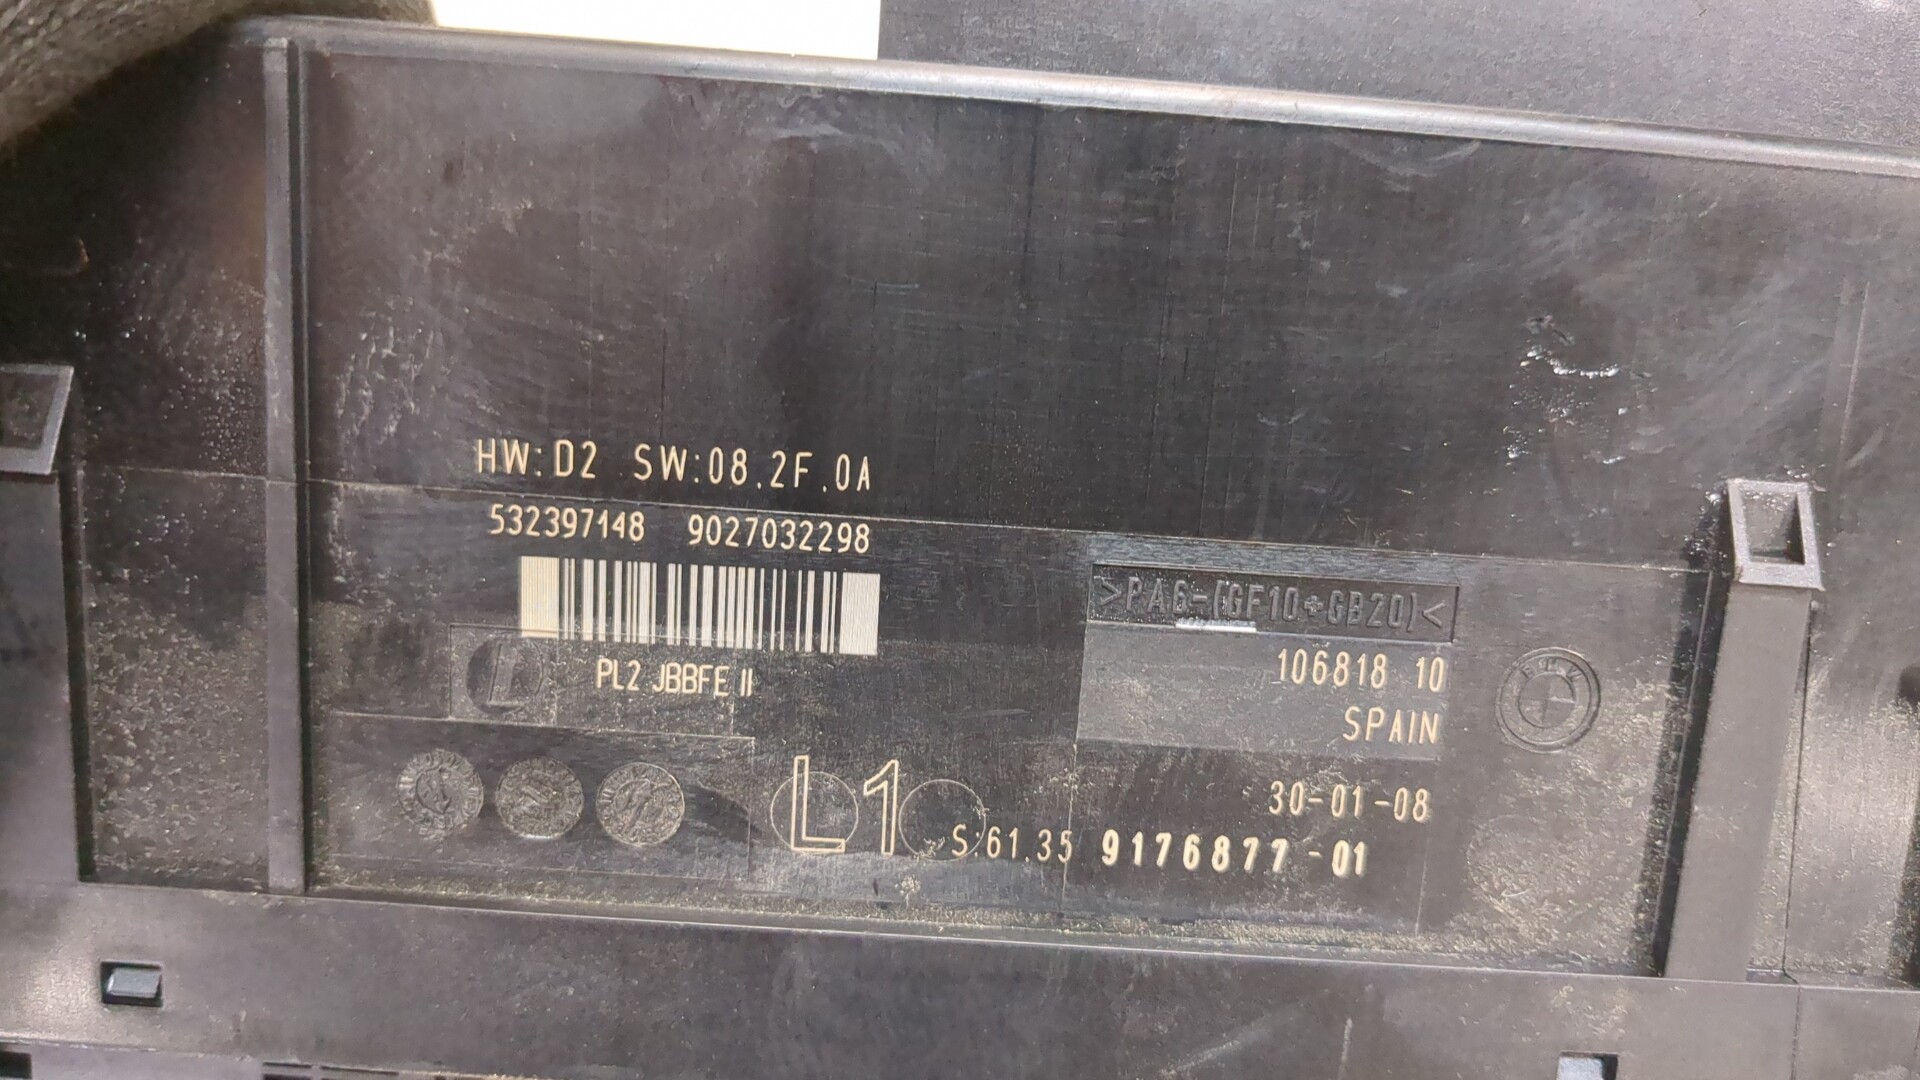 HW:D2 SW:08.2F.0A
532397148 9027032298
>PA6-(GF10+GB20)<
PL2 JBBFE II
106818 10
SPAIN
BMW
30-01-08
L1
S:61.35 9176877-01